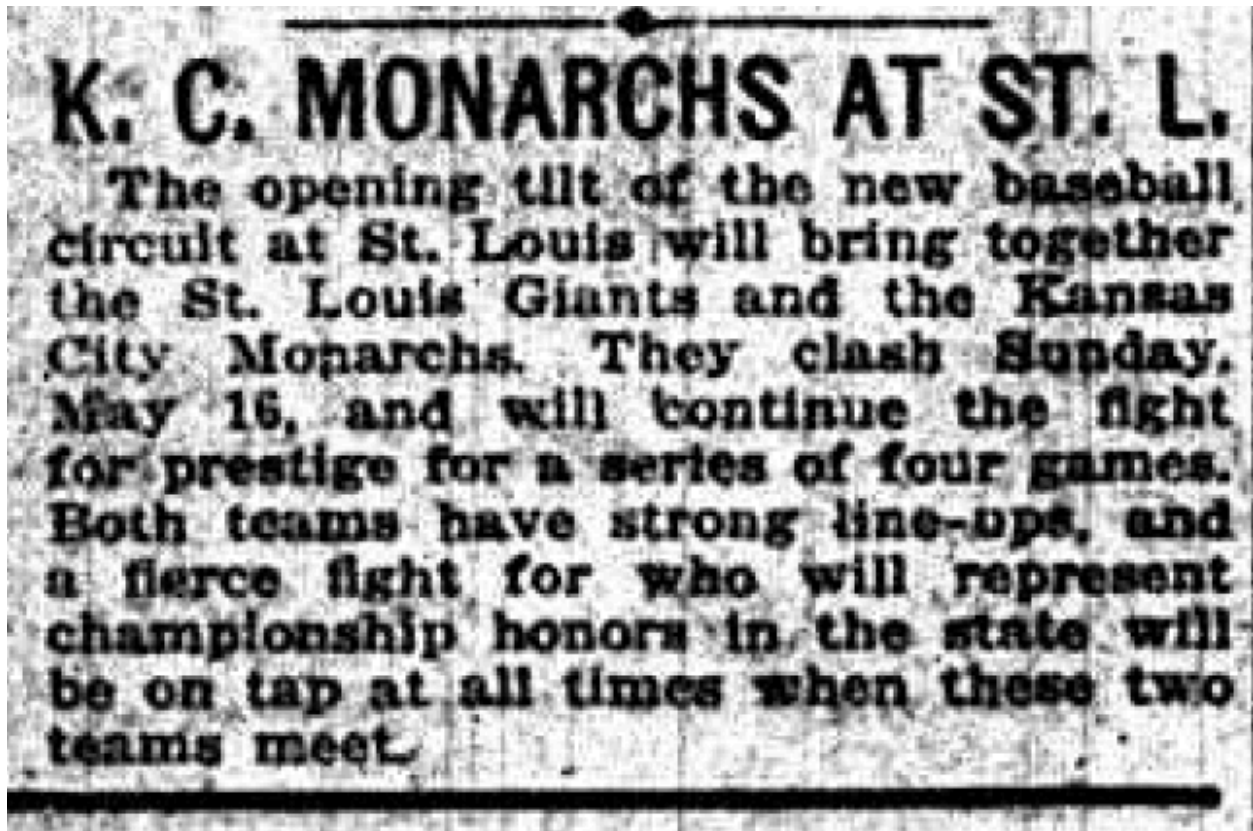 K. C. MONARCHS AT ST. L.
The opening tilt of the new baseball
circuit at St. Louis will bring together
the St. Louis Giants and the Kansas
City Monarchs. They clash Sunday,
May 16, and will continue the fight
for prestige for a series of four games.
Both teams have strong line-ups, and
a fierce fight for who will represent
championship honors in the state will
be on tap at all times when these two
teams meet.